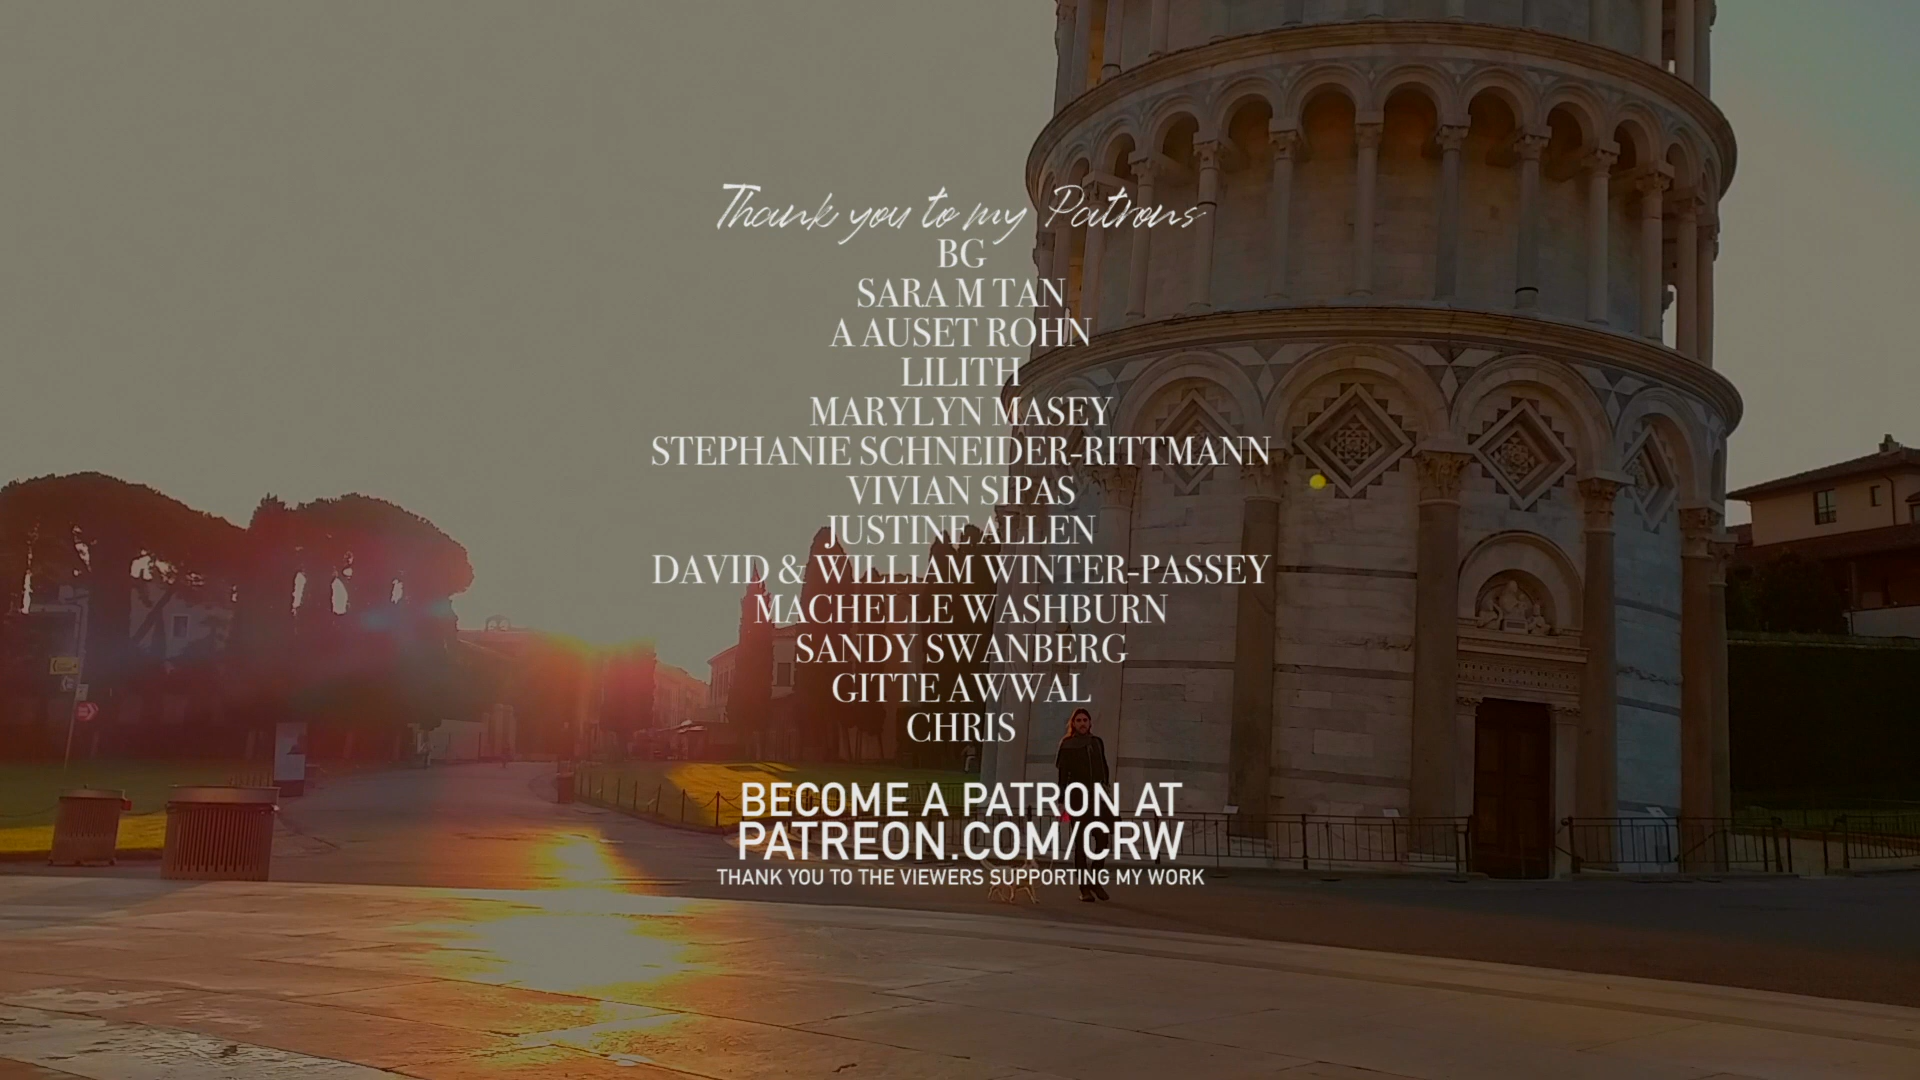 Thank you to my Patrons
BG
SARA M TAN
A AUSET ROHN
LILITH
MARYLYN MASEY
STEPHANIE SCHNEIDER-RITTMANN
VIVIAN SIPAS
JUSTINE ALLEN
DAVID & WILLIAM WINTER-PASSEY
MACHELLE WASHBURN
SANDY SWANBERG
GITTE AWWAL
CHRIS
BECOME A PATRON AT
PATREON.COM/CRW
THANK YOU TO THE VIEWERS SUPPORTING MY WORK